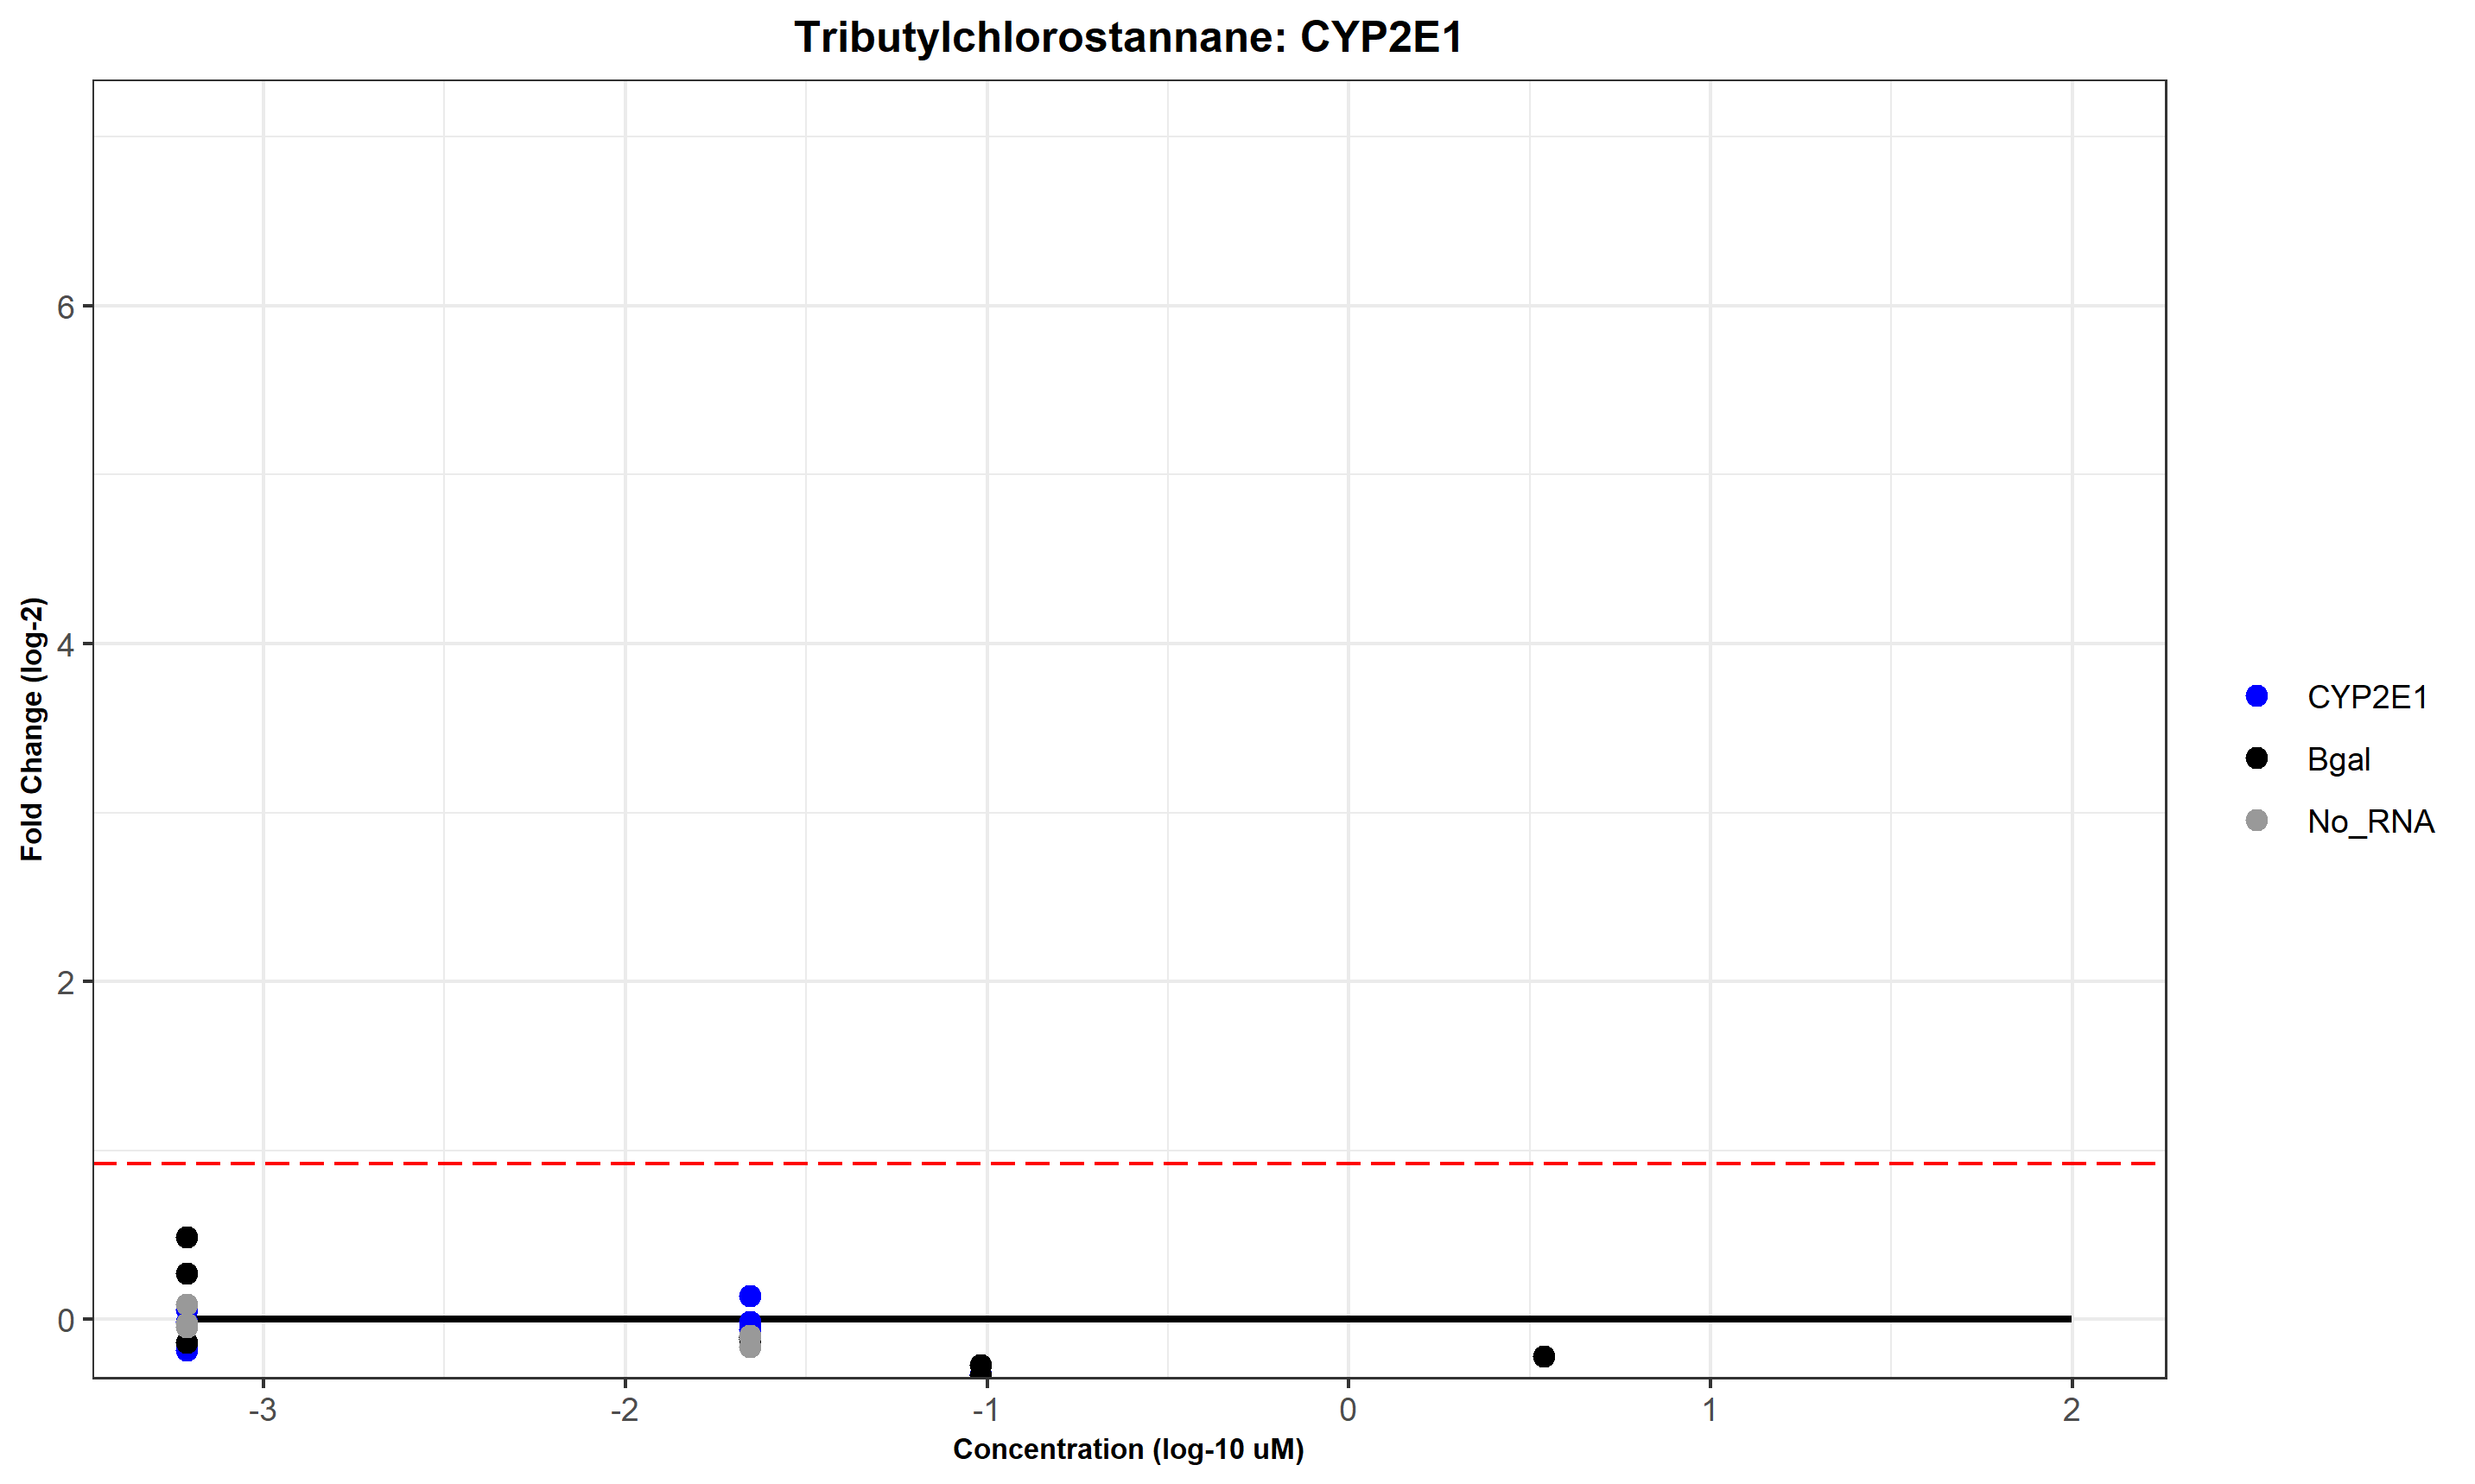 Tributylchlorostannane: CYP2E1
Fold Change (log-2)
6
4
2
0
-3
-2
-1
0
1
2
Concentration (log-10 uM)
CYP2E1
Bgal
No_RNA